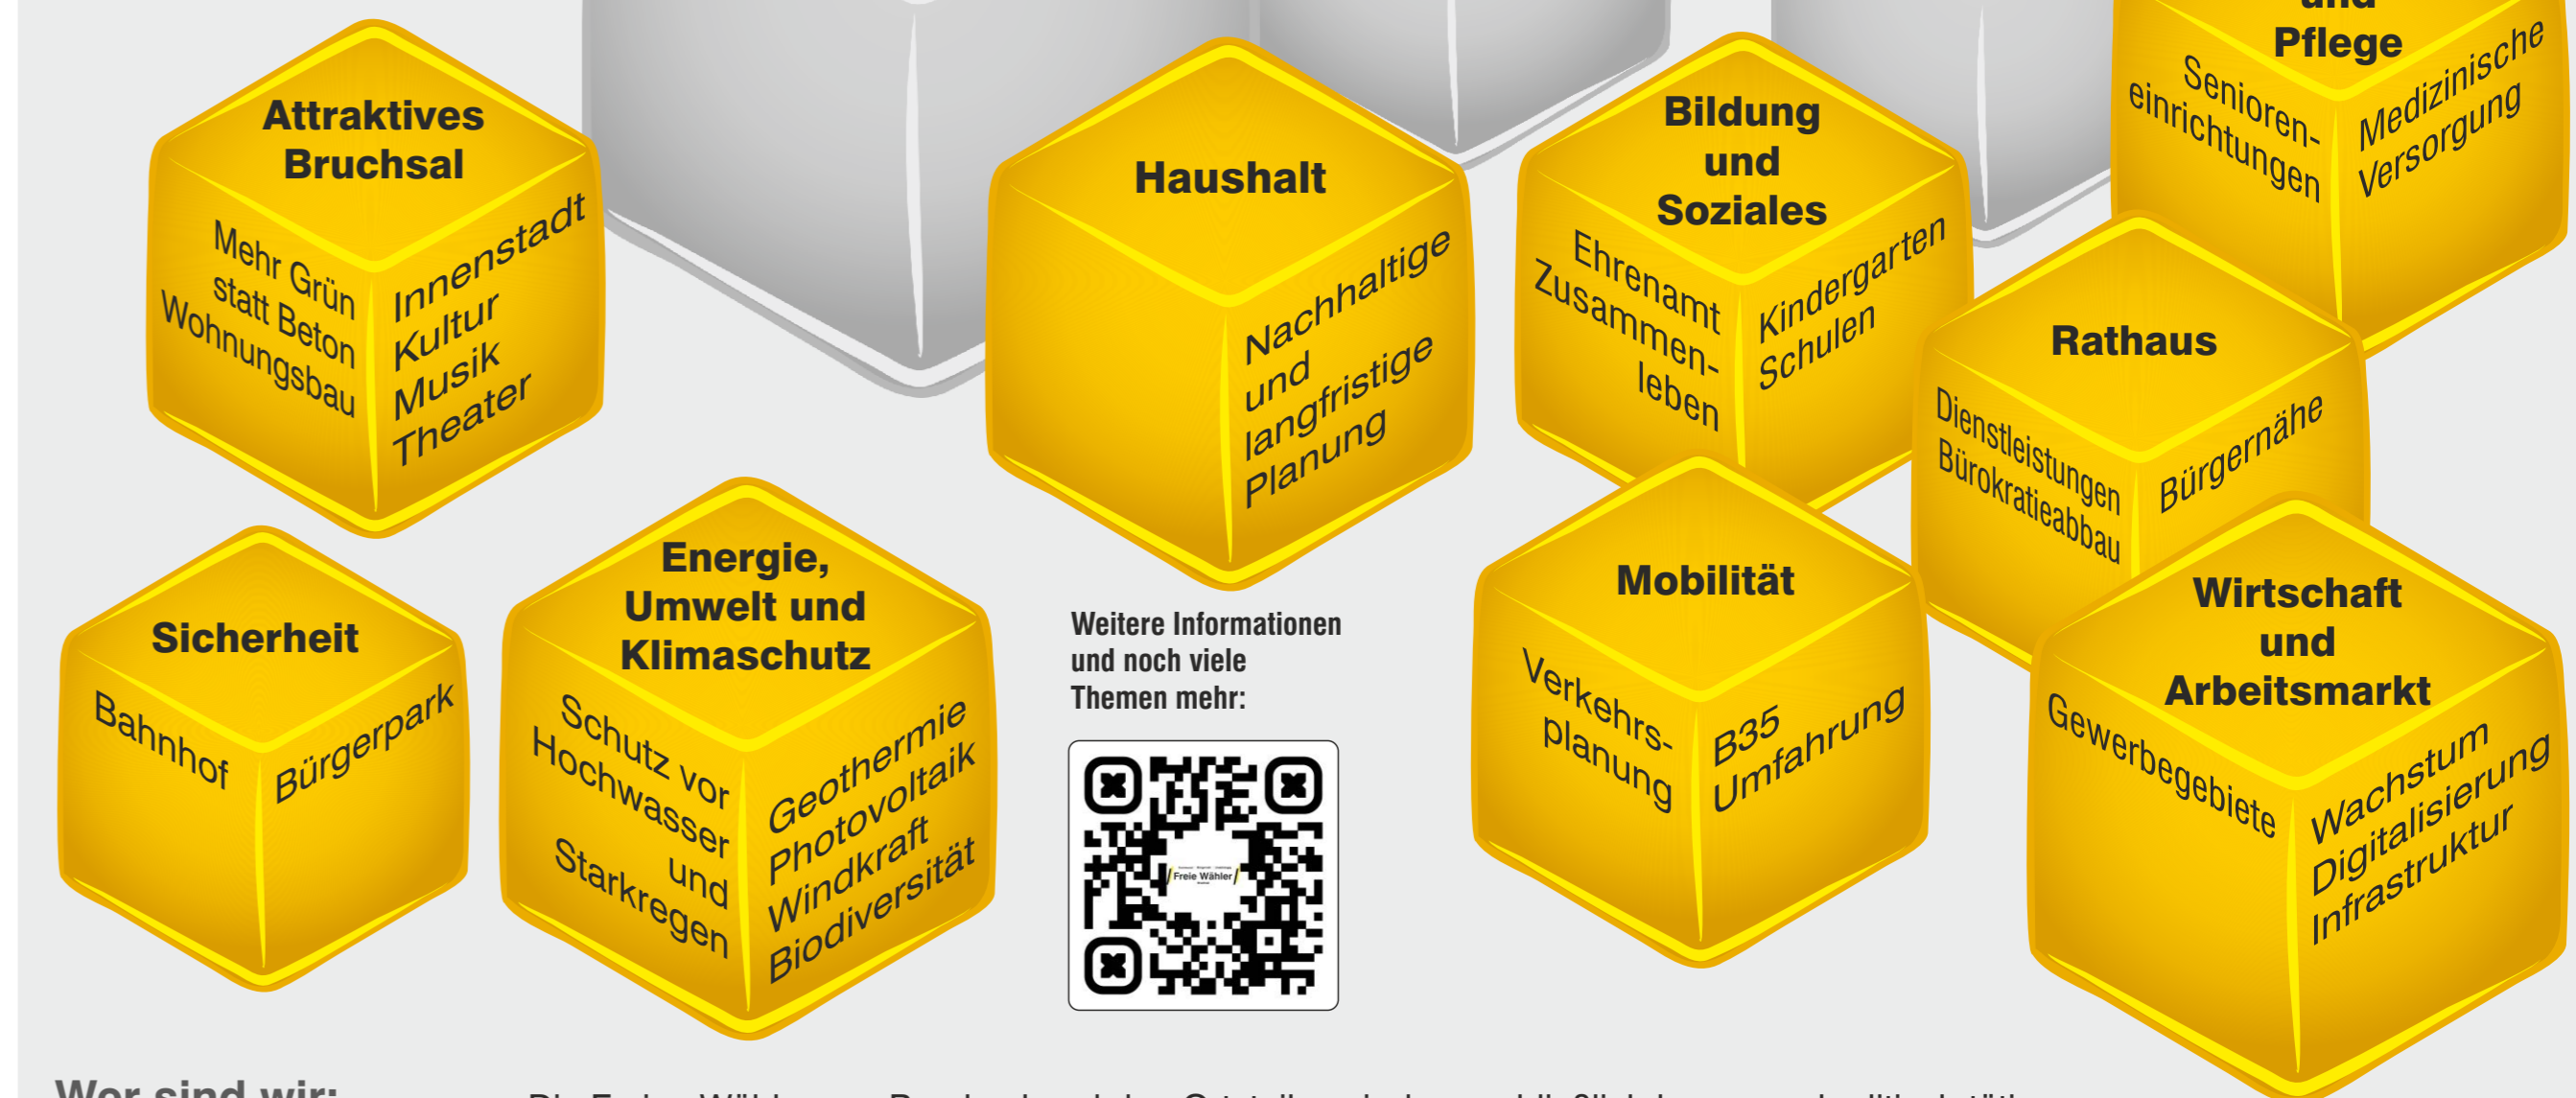 Attraktives
Bruchsal
Mehr Grün
statt Beton
Wohnungsbau
Innenstadt
Kultur
Musik
Theater
Haushalt
Nachhaltige
und
langfristige
Planung
Bildung
und
Soziales
Ehrenamt
Zusammen-
leben
Kindergarten
Schulen
und
Pflege
Senioren-
einrichtungen
Medizinische
Versorgung
Rathaus
Dienstleistungen
Bürokratieabbau
Bürgernähe
Sicherheit
Bahnhof
Bürgerpark
Energie,
Umwelt und
Klimaschutz
Schutz vor
Hochwasser
und
Starkregen
Geothermie
Photovoltaik
Windkraft
Biodiversität
Weitere Informationen
und noch viele
Themen mehr:
Freie Wähler
Mobilität
Verkehrs-
planung
B35
Umfahrung
Wirtschaft
und
Arbeitsmarkt
Gewerbegebiete
Wachstum
Digitalisierung
Infrastruktur
Wer sind wir: